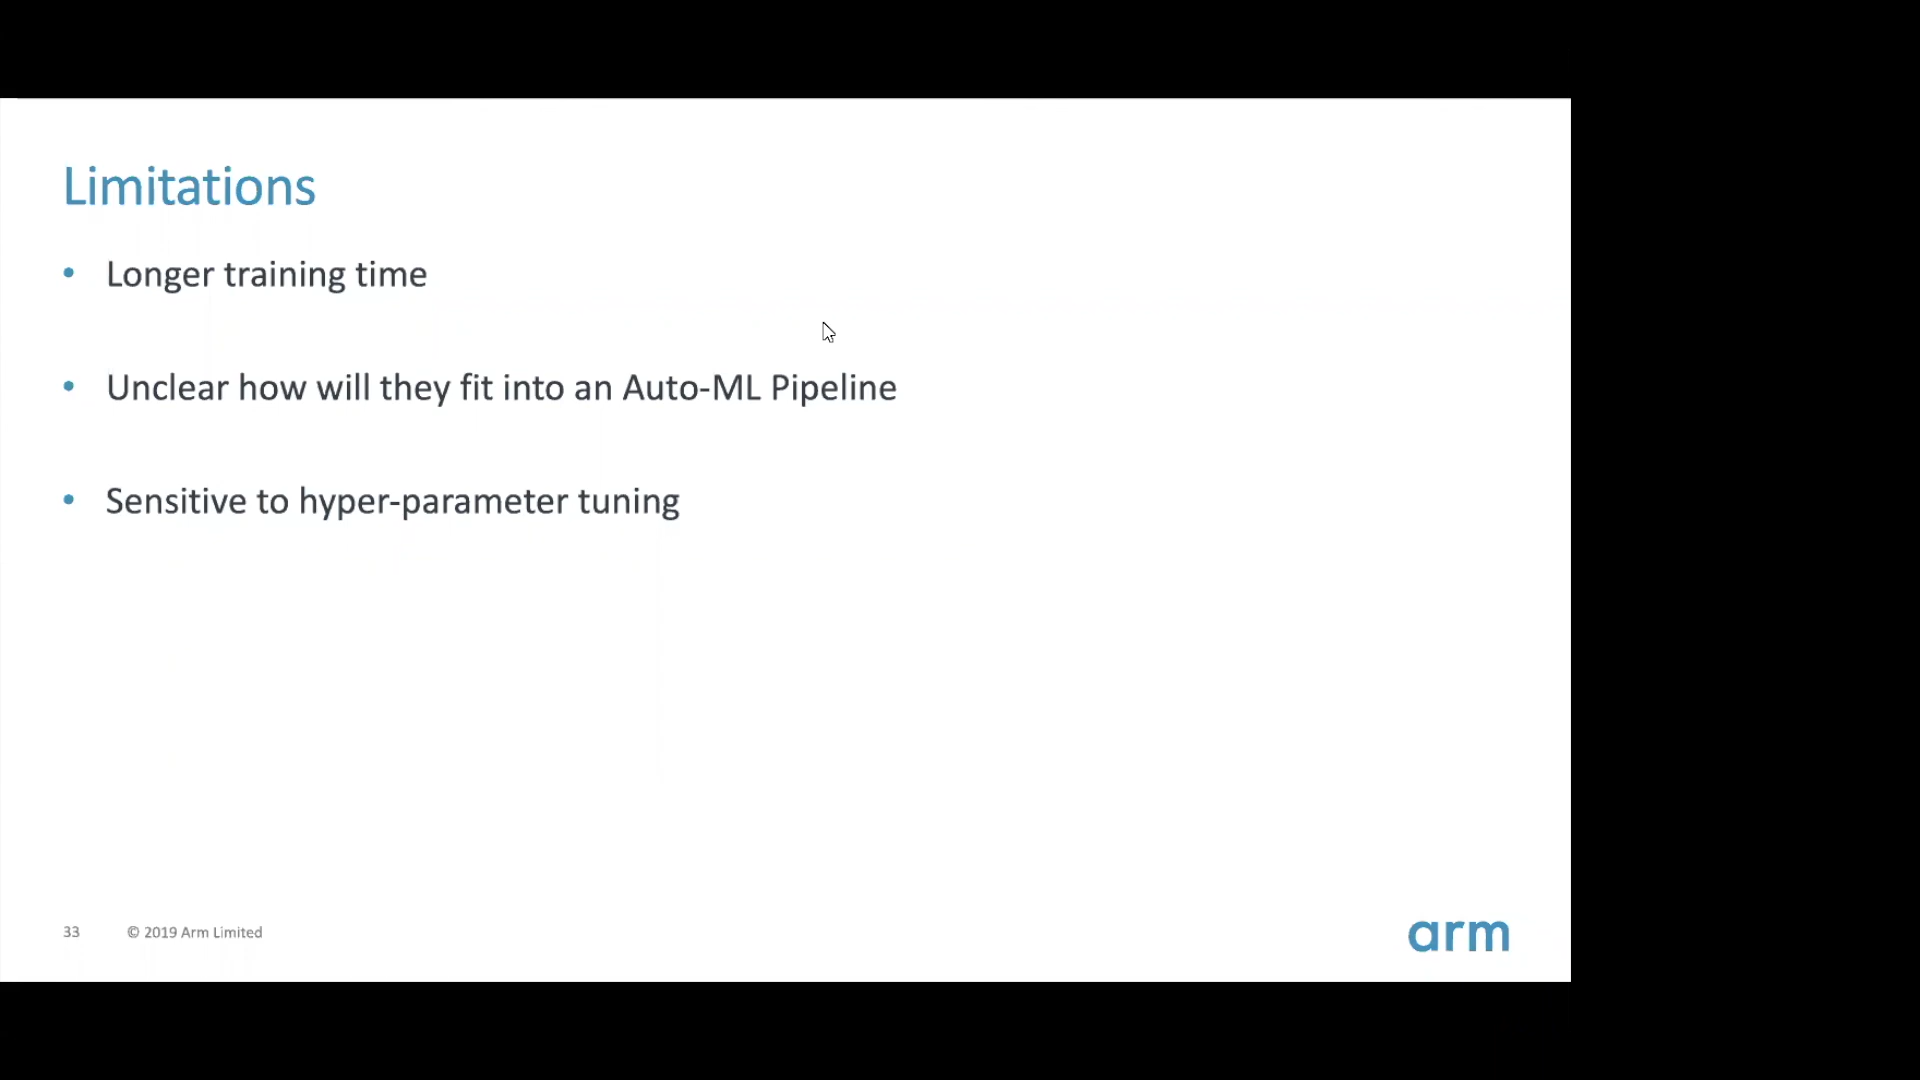 Limitations
• Longer training time
• Unclear how will they fit into an Auto-ML Pipeline
• Sensitive to hyper-parameter tuning
33 © 2019 Arm Limited
arm